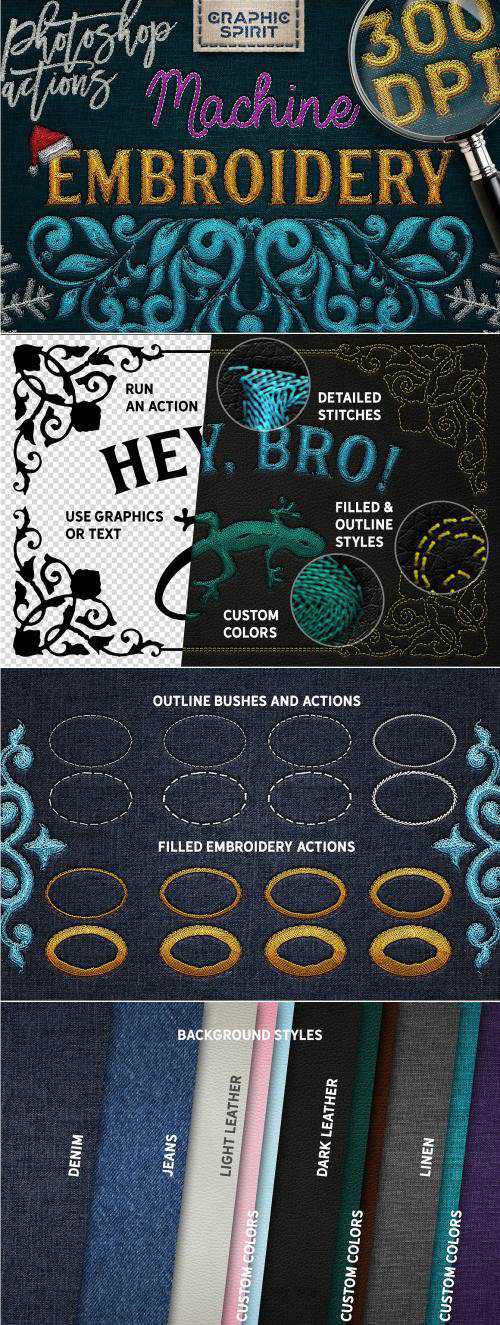 photoshop
actions
GRAPHIC
SPIRIT
300
DPI
Machine
EMBROIDERY
RUN
AN ACTION
DETAILED
STITCHES
HEY, BRO!
USE GRAPHICS
OR TEXT
FILLED &
OUTLINE
STYLES
CUSTOM
COLORS
OUTLINE BUSHES AND ACTIONS
FILLED EMBROIDERY ACTIONS
BACKGROUND STYLES
DENIM
JEANS
LIGHT LEATHER
CUSTOM COLORS
DARK LEATHER
CUSTOM COLORS
LINEN
CUSTOM COLORS